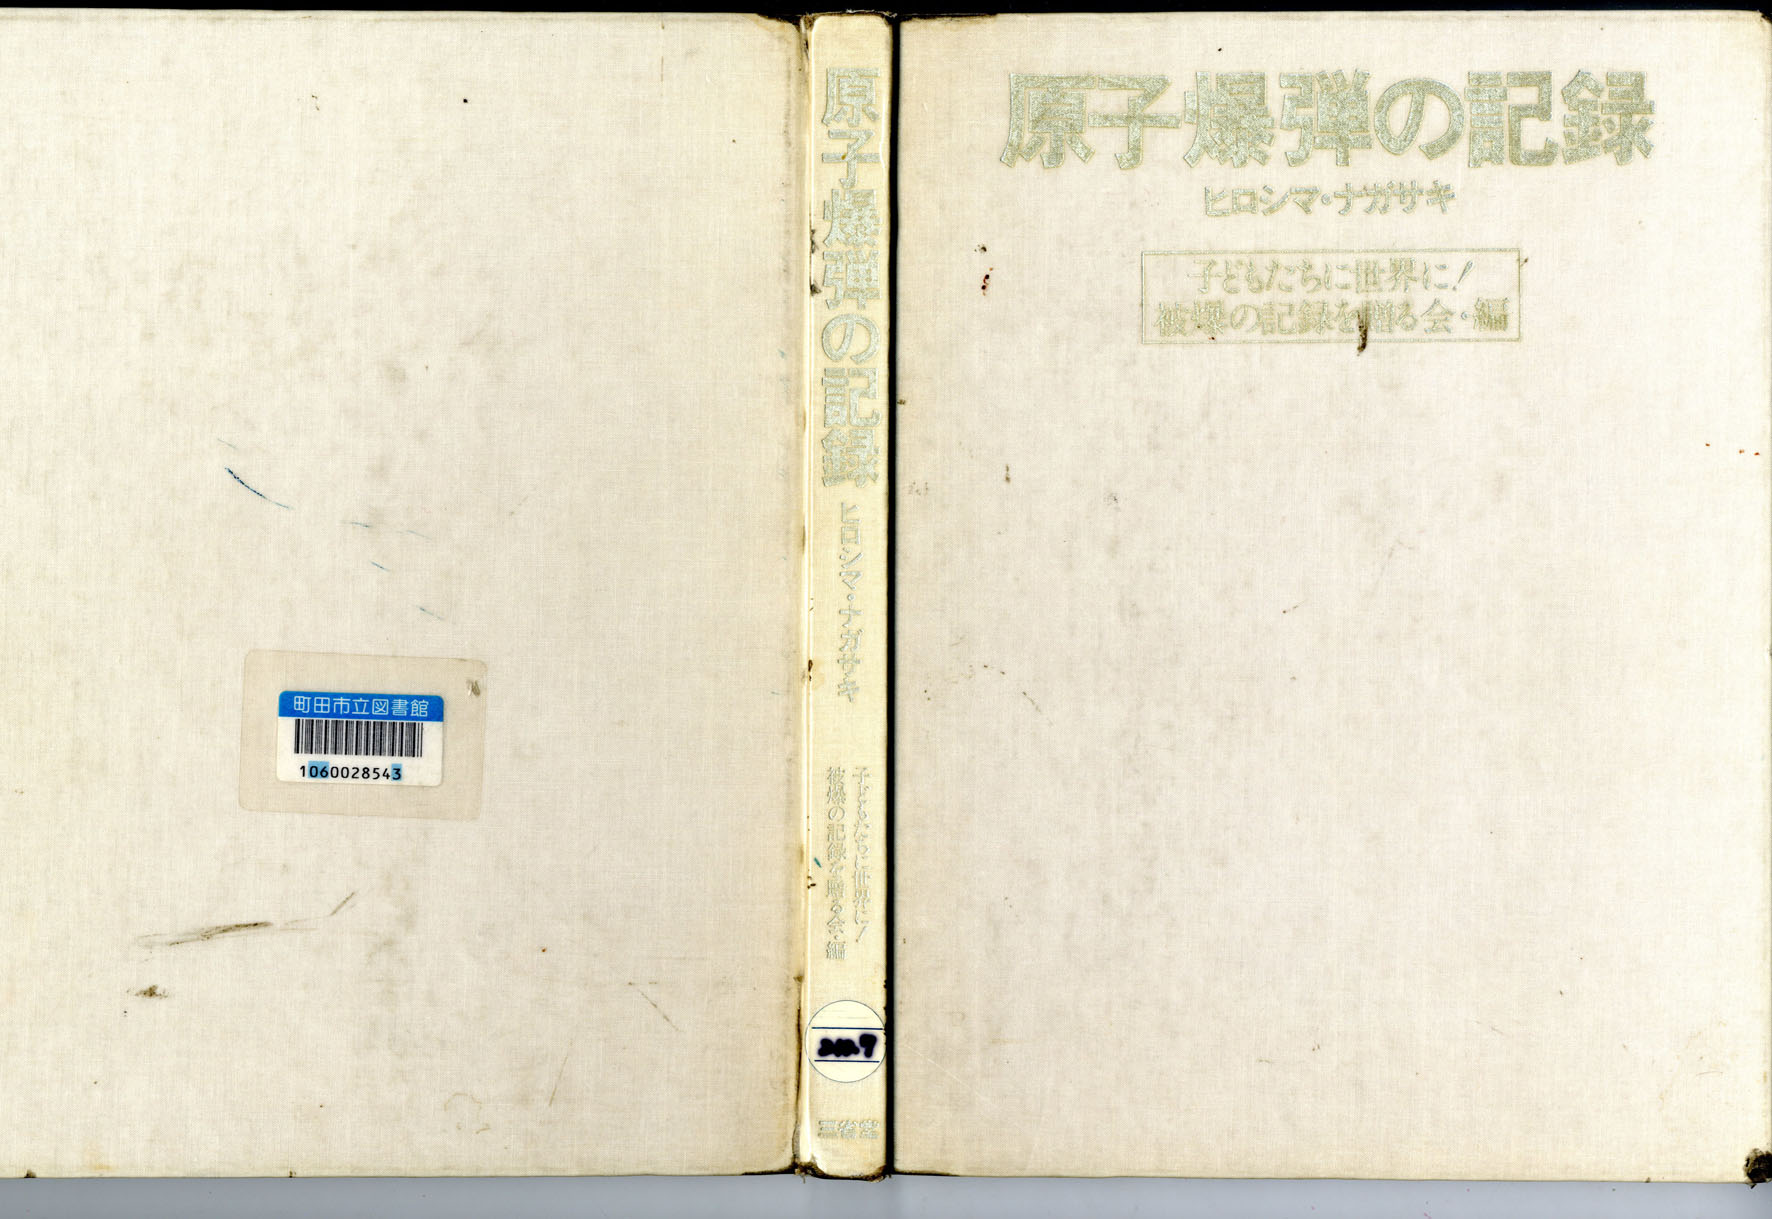 原子爆弾の記録
ヒロシマ・ナガサキ
子どもたちに世界に!
被爆の記録を贈る会・編
原子爆弾の記録
ヒロシマ・ナガサキ
子どもたちに世界に!
被爆の記録を贈る会・編
三省堂
町田市立図書館
1060028543